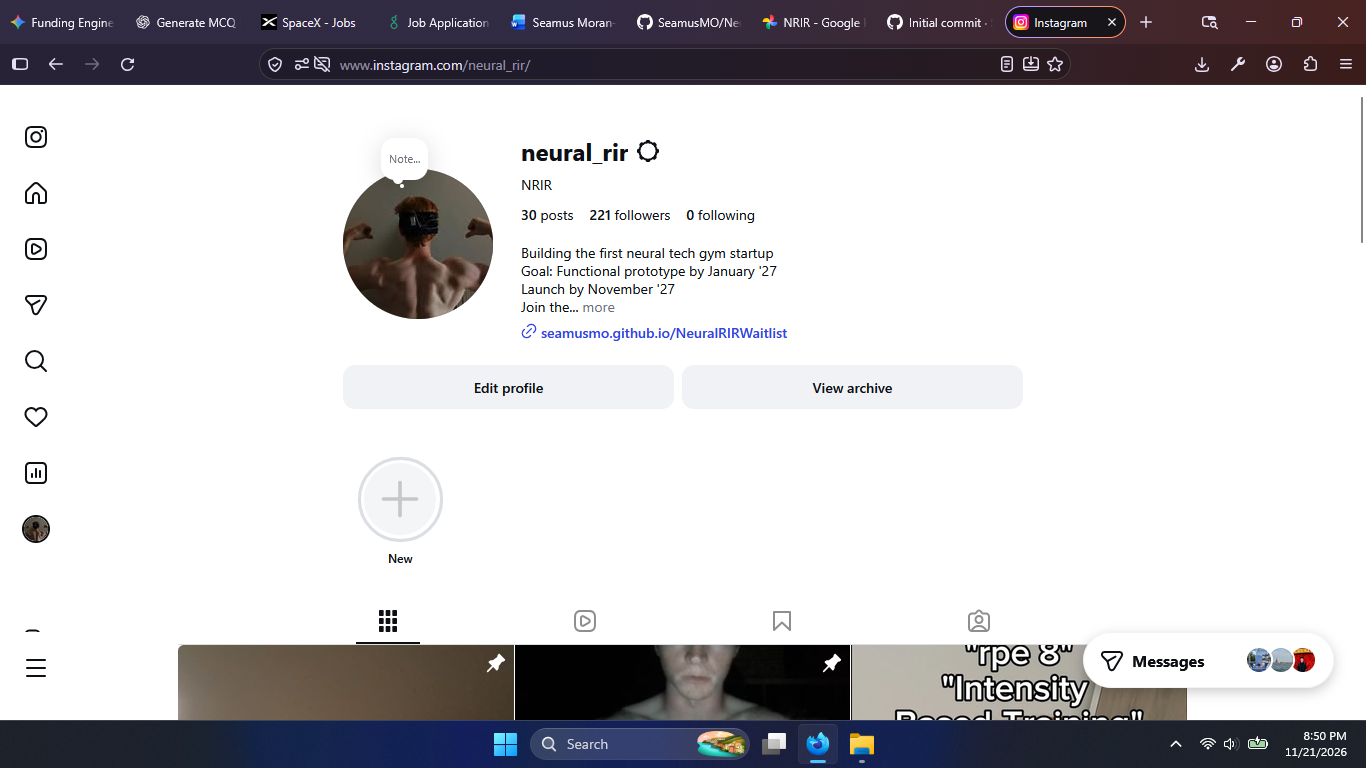 Funding Engine
Generate MCQ
SpaceX - Jobs
Job Application
Seamus Moran-
SeamusMO/Ne
NRIR - Google
Initial commit ·
Instagram
www.instagram.com/neural_rir/
Note...
neural_rir
NRIR
30 posts 221 followers 0 following
Building the first neural tech gym startup
Goal: Functional prototype by January '27
Launch by November '27
Join the... more
seamusmo.github.io/NeuralRIRWaitlist
Edit profile
View archive
New
"rpe 8"
"Intensity
Based Training"
Messages
Search
8:50 PM
11/21/2026